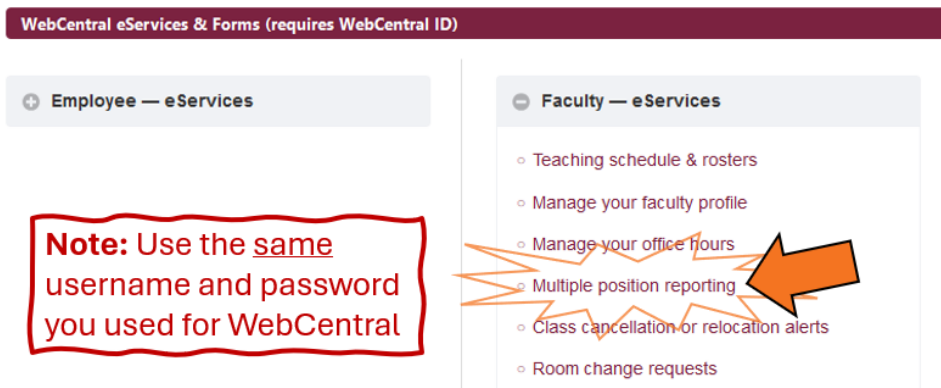 WebCentral eServices & Forms (requires WebCentral ID)
Employee — eServices
Note: Use the same
username and password
you used for WebCentral
Faculty — eServices
Teaching schedule & rosters
Manage your faculty profile
Manage your office hours
Multiple position reporting
Class cancellation or relocation alerts
Room change requests